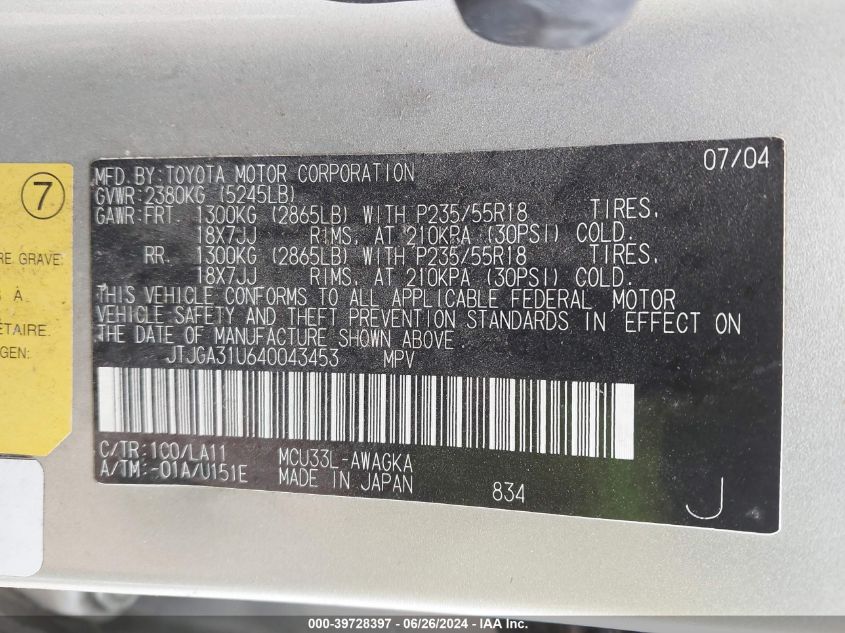 7
RE GRAVE
S À
ÉTAIRE.
GEN:
07/04
MFD.BY:TOYOTA MOTOR CORPORATION
GVWR:2380KG (5245LB)
GAWR:FRT. 1300KG (2865LB) WITH P235/55R18 TIRES,
18X7JJ RIMS, AT 210KPA (30PSI) COLD.
RR. 1300KG (2865LB) WITH P235/55R18 TIRES,
18X7JJ RIMS, AT 210KPA (30PSI) COLD.
THIS VEHICLE CONFORMS TO ALL APPLICABLE FEDERAL MOTOR
VEHICLE SAFETY AND THEFT PREVENTION STANDARDS IN EFFECT ON
THE DATE OF MANUFACTURE SHOWN ABOVE.
JTJGA31U640043453 MPV
C/TR:1C0/LA11 MCU33L-AWAGKA
A/TM:-01A/U151E MADE IN JAPAN 834 J
000-39728397 - 06/26/2024 - IAA Inc.